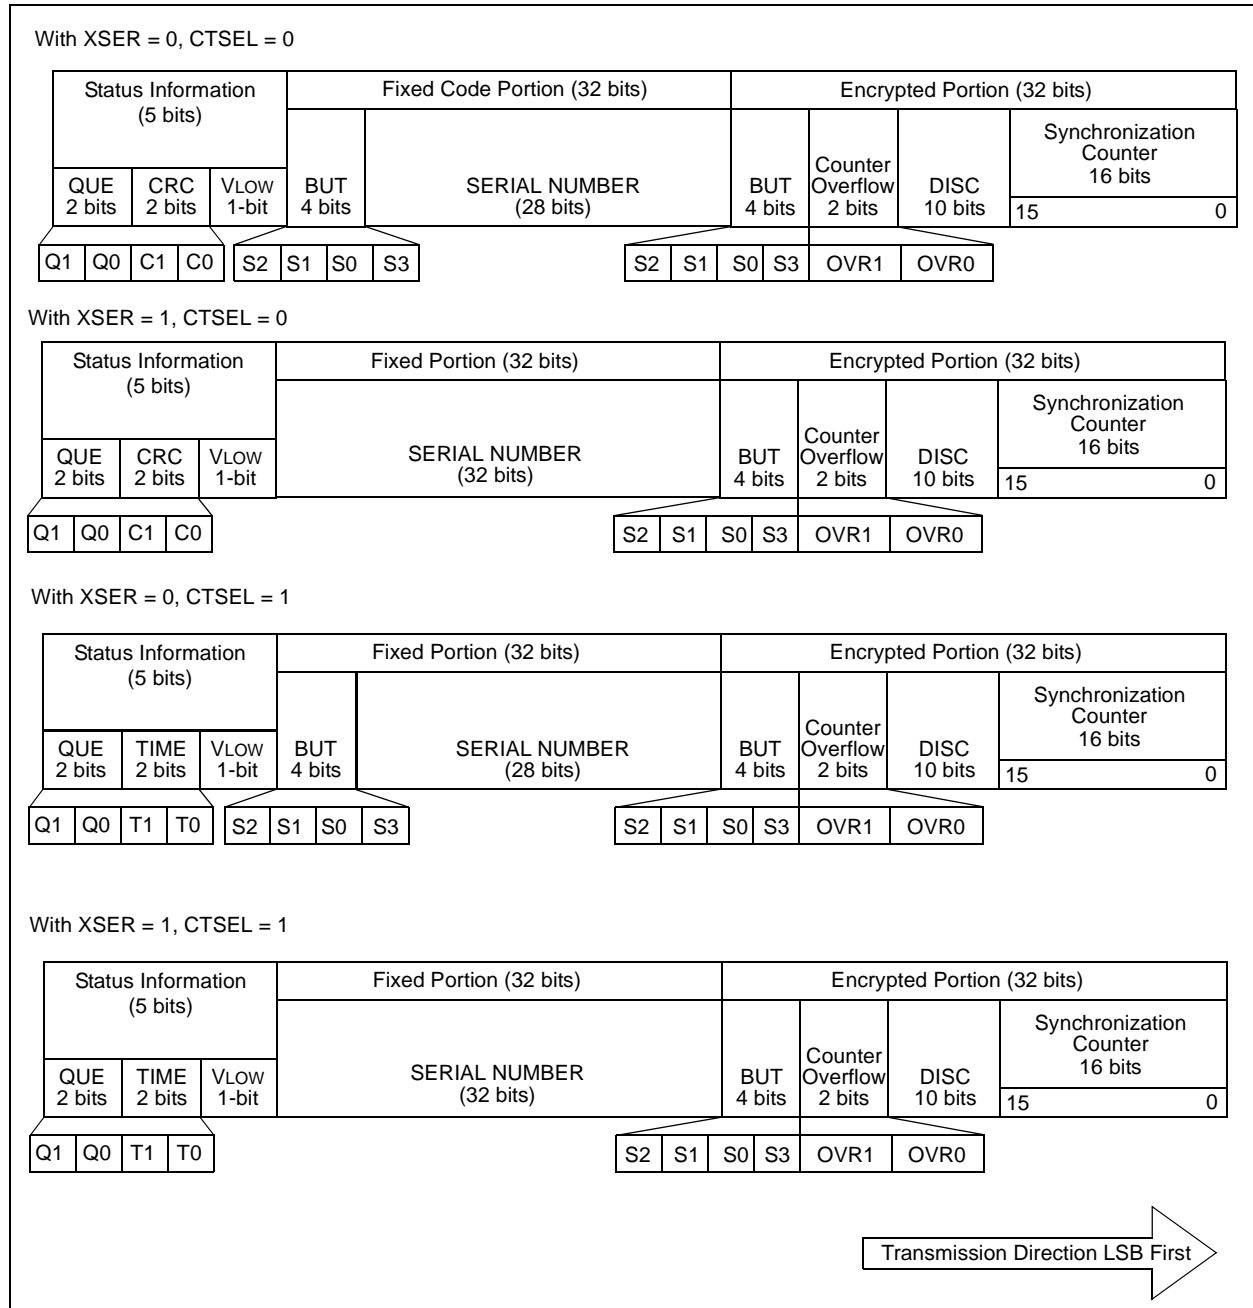 With XSER = 0, CTSEL = 0
Status Information
(5 bits)
Fixed Code Portion (32 bits)
Encrypted Portion (32 bits)
QUE
2 bits
CRC
2 bits
VLOW
1-bit
BUT
4 bits
SERIAL NUMBER
(28 bits)
BUT
4 bits
Counter
Overflow
2 bits
DISC
10 bits
Synchronization
Counter
16 bits
15 0
Q1 Q0 C1 C0
S2 S1 S0 S3
S2 S1 S0 S3 OVR1 OVR0
With XSER = 1, CTSEL = 0
Status Information
(5 bits)
Fixed Portion (32 bits)
Encrypted Portion (32 bits)
QUE
2 bits
CRC
2 bits
VLOW
1-bit
SERIAL NUMBER
(32 bits)
BUT
4 bits
Counter
Overflow
2 bits
DISC
10 bits
Synchronization
Counter
16 bits
15 0
Q1 Q0 C1 C0
S2 S1 S0 S3 OVR1 OVR0
With XSER = 0, CTSEL = 1
Status Information
(5 bits)
Fixed Portion (32 bits)
Encrypted Portion (32 bits)
QUE
2 bits
TIME
2 bits
VLOW
1-bit
BUT
4 bits
SERIAL NUMBER
(28 bits)
BUT
4 bits
Counter
Overflow
2 bits
DISC
10 bits
Synchronization
Counter
16 bits
15 0
Q1 Q0 T1 T0
S2 S1 S0 S3
S2 S1 S0 S3 OVR1 OVR0
With XSER = 1, CTSEL = 1
Status Information
(5 bits)
Fixed Portion (32 bits)
Encrypted Portion (32 bits)
QUE
2 bits
TIME
2 bits
VLOW
1-bit
SERIAL NUMBER
(32 bits)
BUT
4 bits
Counter
Overflow
2 bits
DISC
10 bits
Synchronization
Counter
16 bits
15 0
Q1 Q0 T1 T0
S2 S1 S0 S3 OVR1 OVR0
Transmission Direction LSB First